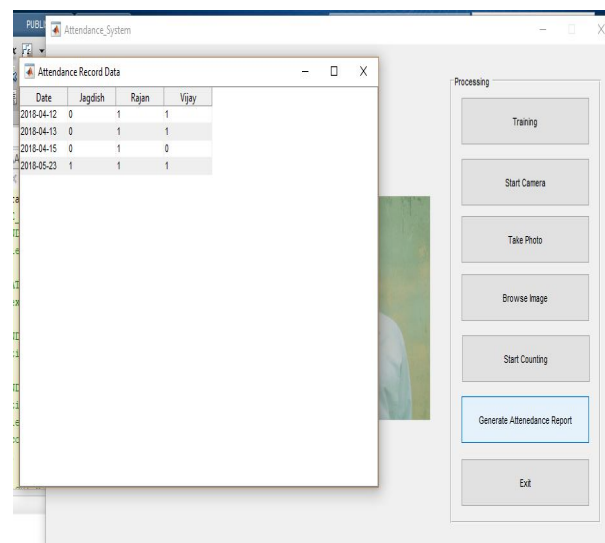 PUBL
Attendance_System
Attendance Record Data
Date Jagdish Rajan Vijay
2018-04-12 0 1 1
2018-04-13 0 1 1
2018-04-15 0 1 0
2018-05-23 1 1 1
Processing
Training
Start Camera
Take Photo
Browse Image
Start Counting
Generate Attenedance Report
Exit